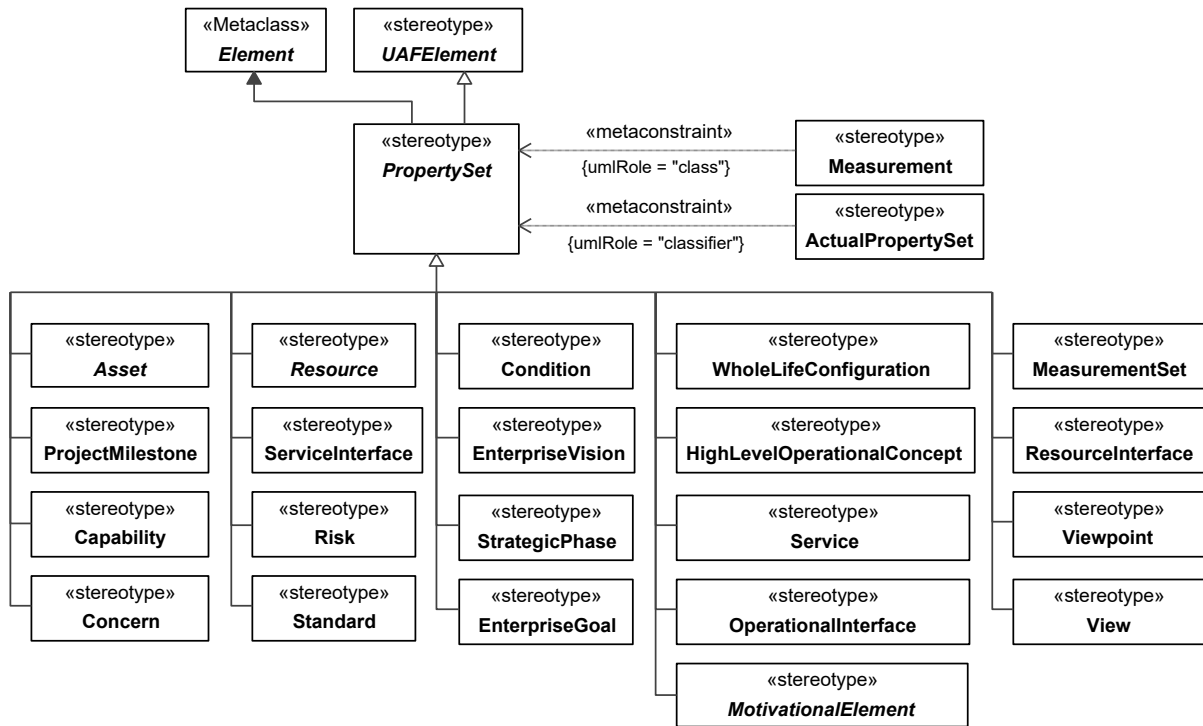 «Metaclass»
Element
«stereotype»
UAFElement
«stereotype»
PropertySet
«metaconstraint»
{umlRole = "class"}
«stereotype»
Measurement
«metaconstraint»
{umlRole = "classifier"}
«stereotype»
ActualPropertySet
«stereotype»
Asset
«stereotype»
Resource
«stereotype»
Condition
«stereotype»
WholeLifeConfiguration
«stereotype»
MeasurementSet
«stereotype»
ProjectMilestone
«stereotype»
ServiceInterface
«stereotype»
EnterpriseVision
«stereotype»
HighLevelOperationalConcept
«stereotype»
ResourceInterface
«stereotype»
Capability
«stereotype»
Risk
«stereotype»
StrategicPhase
«stereotype»
Service
«stereotype»
Viewpoint
«stereotype»
Concern
«stereotype»
Standard
«stereotype»
EnterpriseGoal
«stereotype»
OperationalInterface
«stereotype»
View
«stereotype»
MotivationalElement